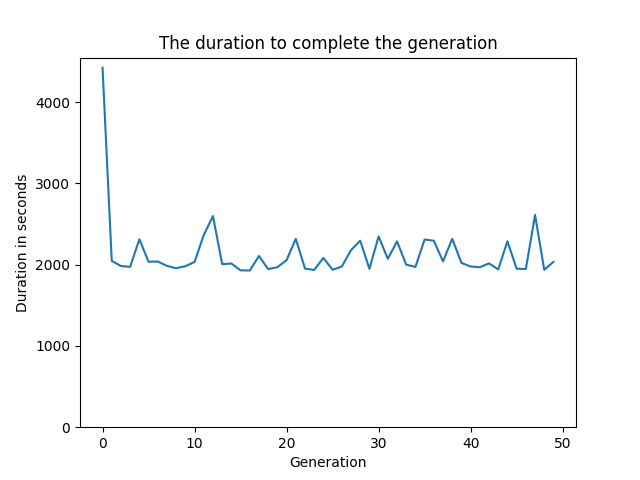 The duration to complete the generation
Duration in seconds
4000
3000
2000
1000
0
0 10 20 30 40 50
Generation